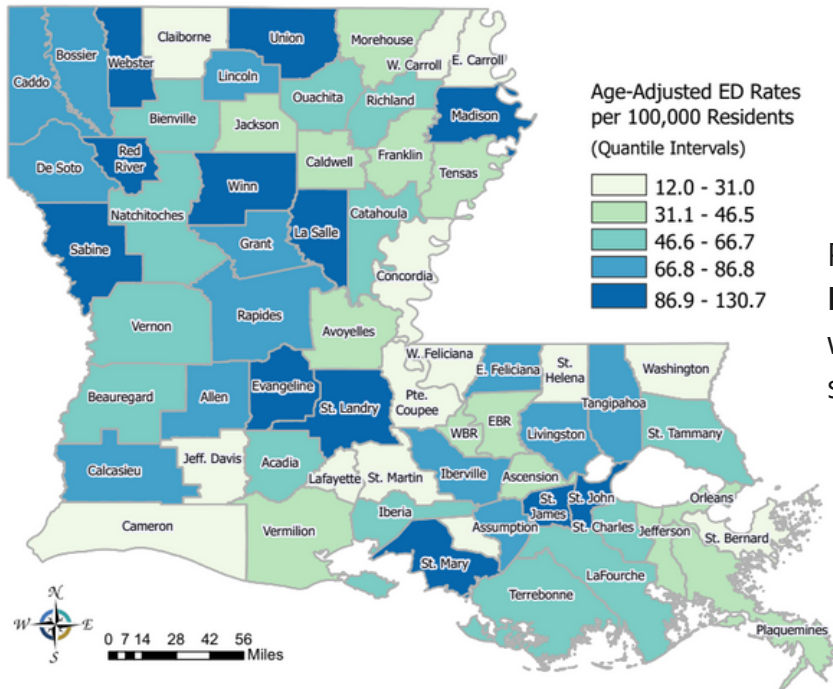 Claiborne
Union
Morehouse
W. Carroll
E. Carroll
Bossier
Webster
Caddo
Lincoln
Ouachita
Richland
Madison
Bienville
Jackson
De Soto
Red
River
Caldwell
Franklin
Tensas
Winn
Natchitoches
Catahoula
La Salle
Sabine
Grant
Concordia
Vernon
Rapides
Avoyelles
W. Feliciana
E. Feliciana
St.
Helena
Washington
Tangipahoa
Beauregard
Allen
Evangeline
St. Landry
Pte.
Coupee
WBR
EBR
Livingston
St. Tammany
Calcasieu
Jeff. Davis
Acadia
Lafayette
St. Martin
Iberville
Ascension
Orleans
Cameron
Vermilion
Iberia
St. Mary
Assumption
St.
James
St. John
St. Charles
Jefferson
St. Bernard
Terrebonne
LaFourche
Plaquemines
Age-Adjusted ED Rates
per 100,000 Residents
(Quantile Intervals)
12.0 - 31.0
31.1 - 46.5
46.6 - 66.7
66.8 - 86.8
86.9 - 130.7
N
W E
S
0 7 14 28 42 56
Miles